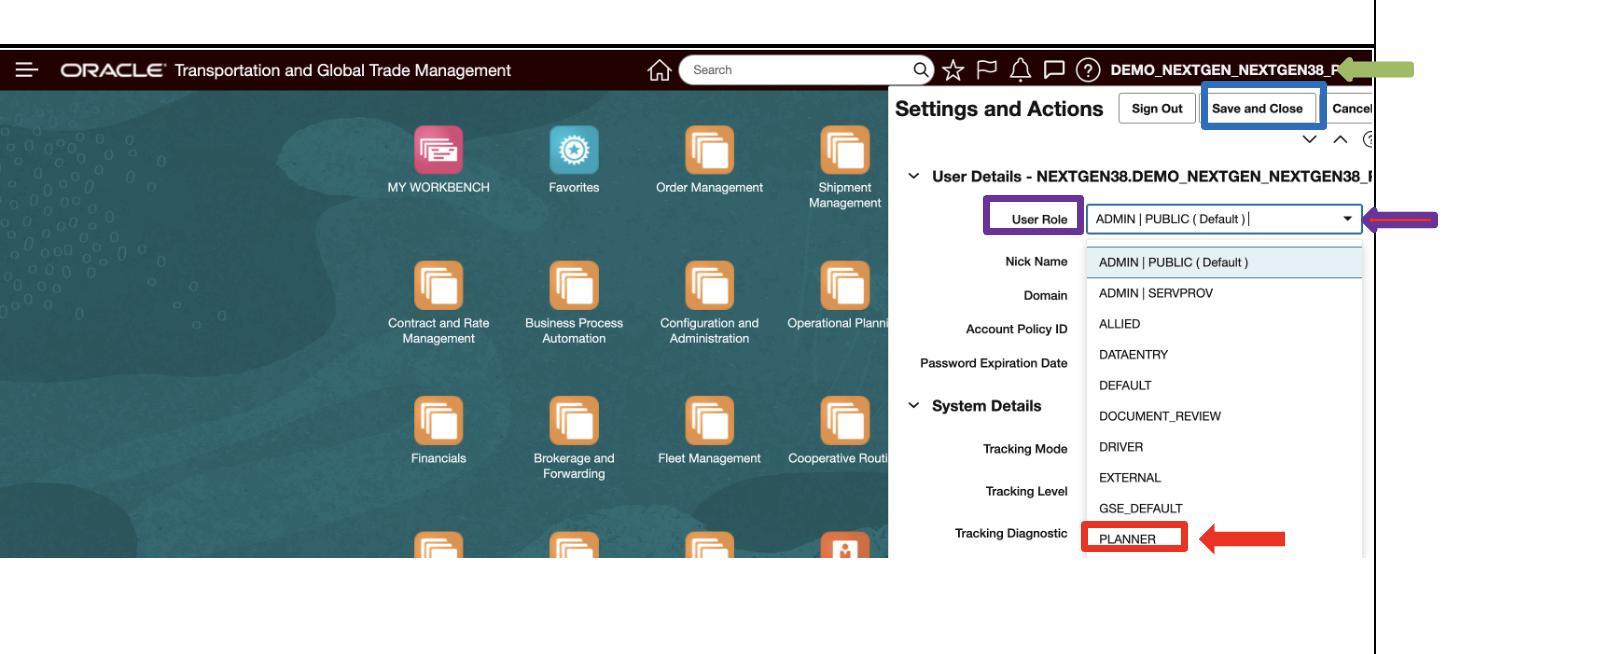 ORACLE Transportation and Global Trade Management
Search
DEMO_NEXTGEN_NEXTGEN38_P
Settings and Actions
Sign Out
Save and Close
Cancel
User Details - NEXTGEN38.DEMO_NEXTGEN_NEXTGEN38_P
User Role
ADMIN | PUBLIC ( Default )
Nick Name
Domain
Account Policy ID
Password Expiration Date
System Details
Tracking Mode
Tracking Level
Tracking Diagnostic
ADMIN | PUBLIC ( Default )
ADMIN | SERVPROV
ALLIED
DATAENTRY
DEFAULT
DOCUMENT_REVIEW
DRIVER
EXTERNAL
GSE_DEFAULT
PLANNER
MY WORKBENCH
Favorites
Order Management
Shipment
Management
Contract and Rate
Management
Business Process
Automation
Configuration and
Administration
Operational Planni
Financials
Brokerage and
Forwarding
Fleet Management
Cooperative Routi